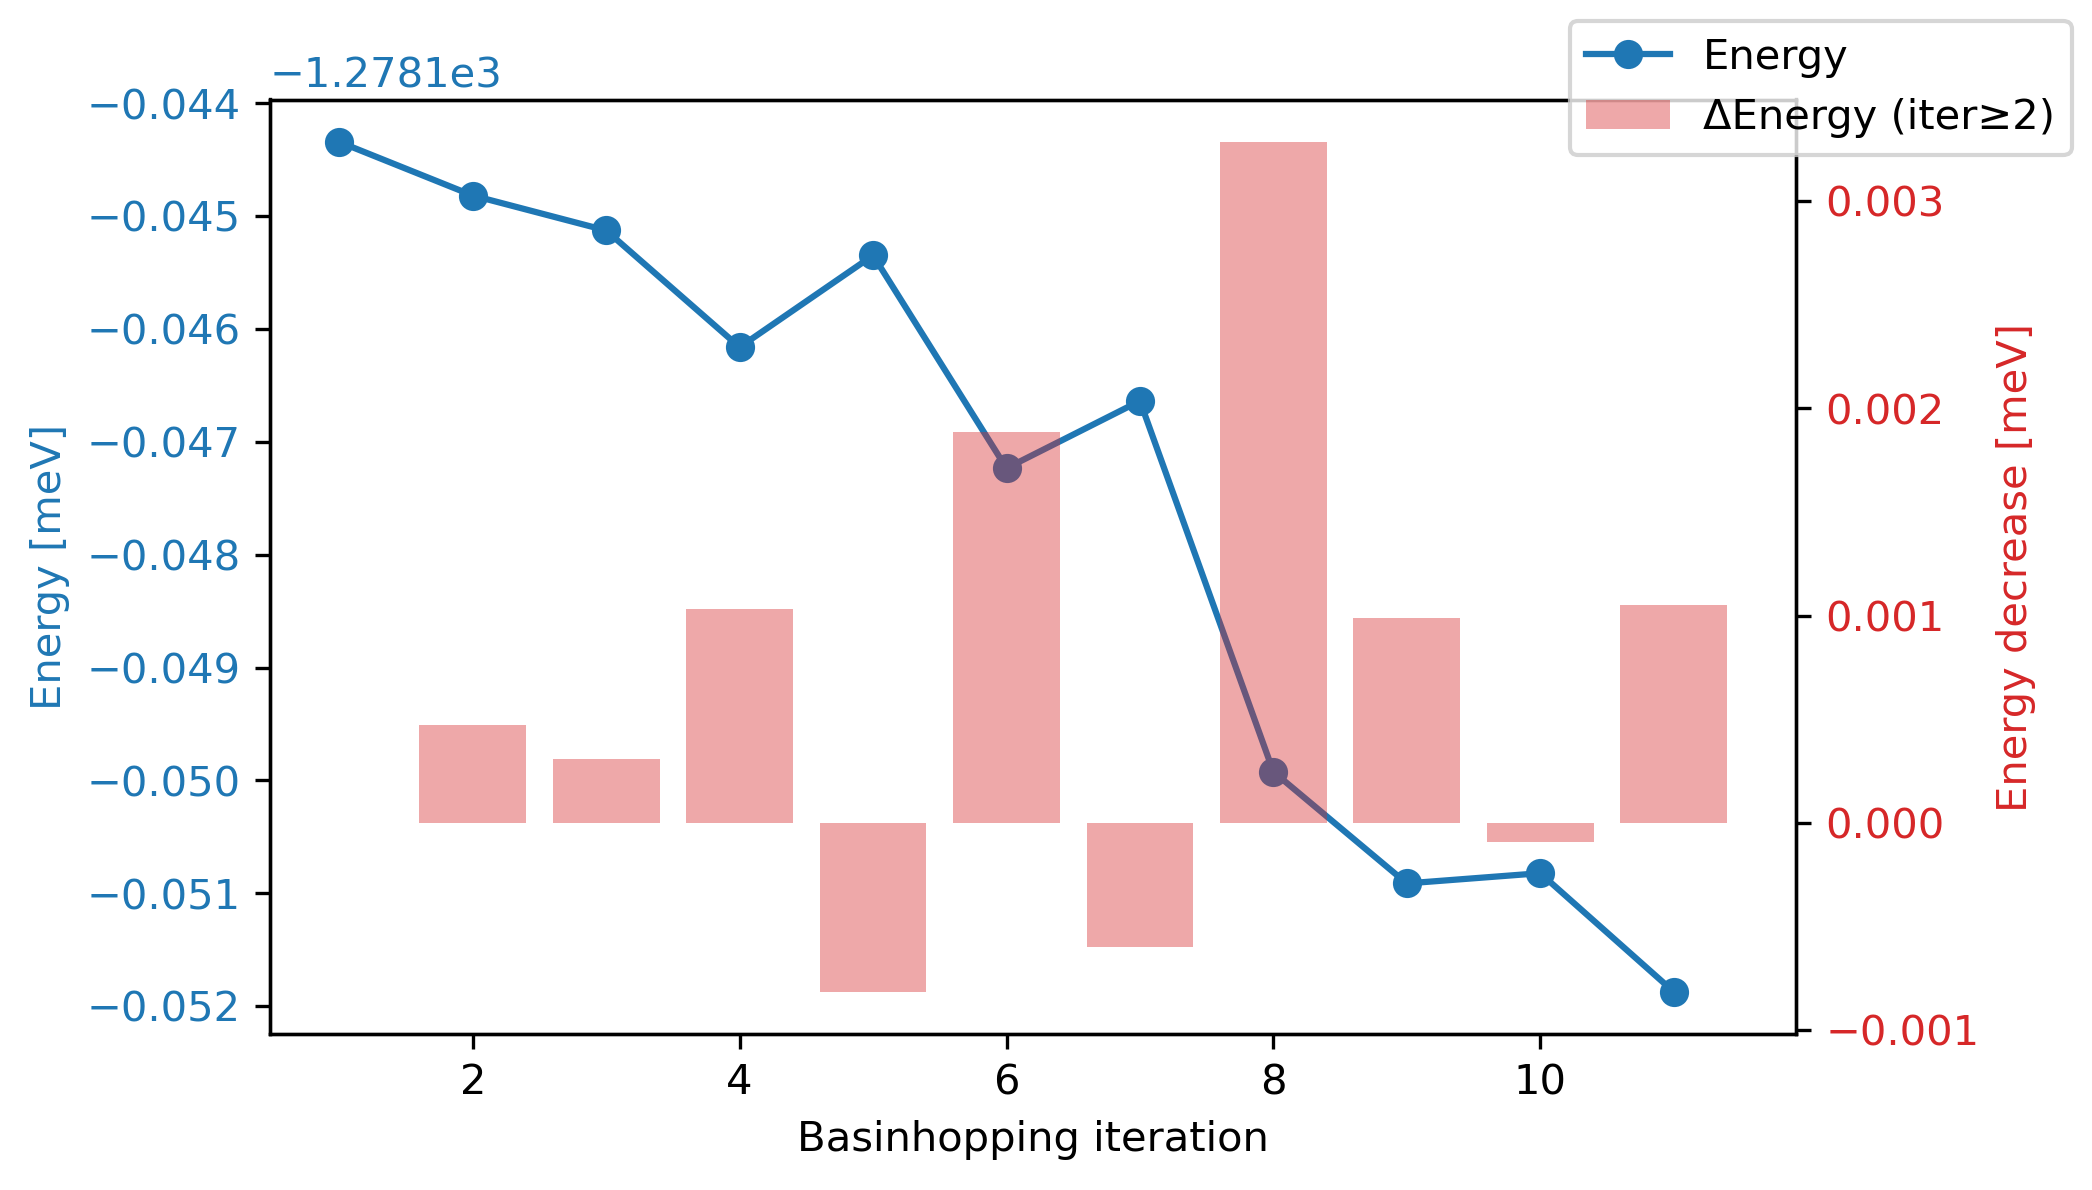 −1.2781e3
Energy
ΔEnergy (iter≥2)
−0.044
−0.045
−0.046
−0.047
−0.048
−0.049
−0.050
−0.051
−0.052
Energy [meV]
0.003
0.002
0.001
0.000
−0.001
Energy decrease [meV]
2 4 6 8 10
Basinhopping iteration